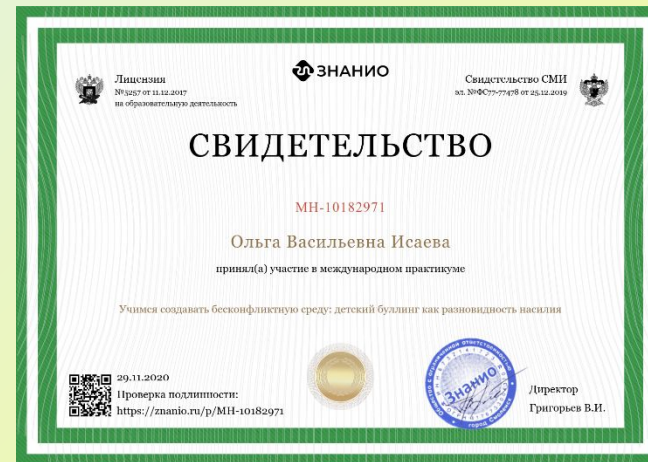 Лицензия
№5257 от 11.12.2017
на образовательную деятельность
ЗНАНИО
Свидетельство СМИ
эл. №ФС77-77478 от 25.12.2019
СВИДЕТЕЛЬСТВО
МН-10182971
Ольга Васильевна Исаева
принял(а) участие в международном практикуме
Учимся создавать бесконфликтную среду: детский буллинг как разновидность насилия
29.11.2020
Проверка подлинности:
https://znanio.ru/p/МН-10182971
Знанио
Директор
Григорьев В.И.